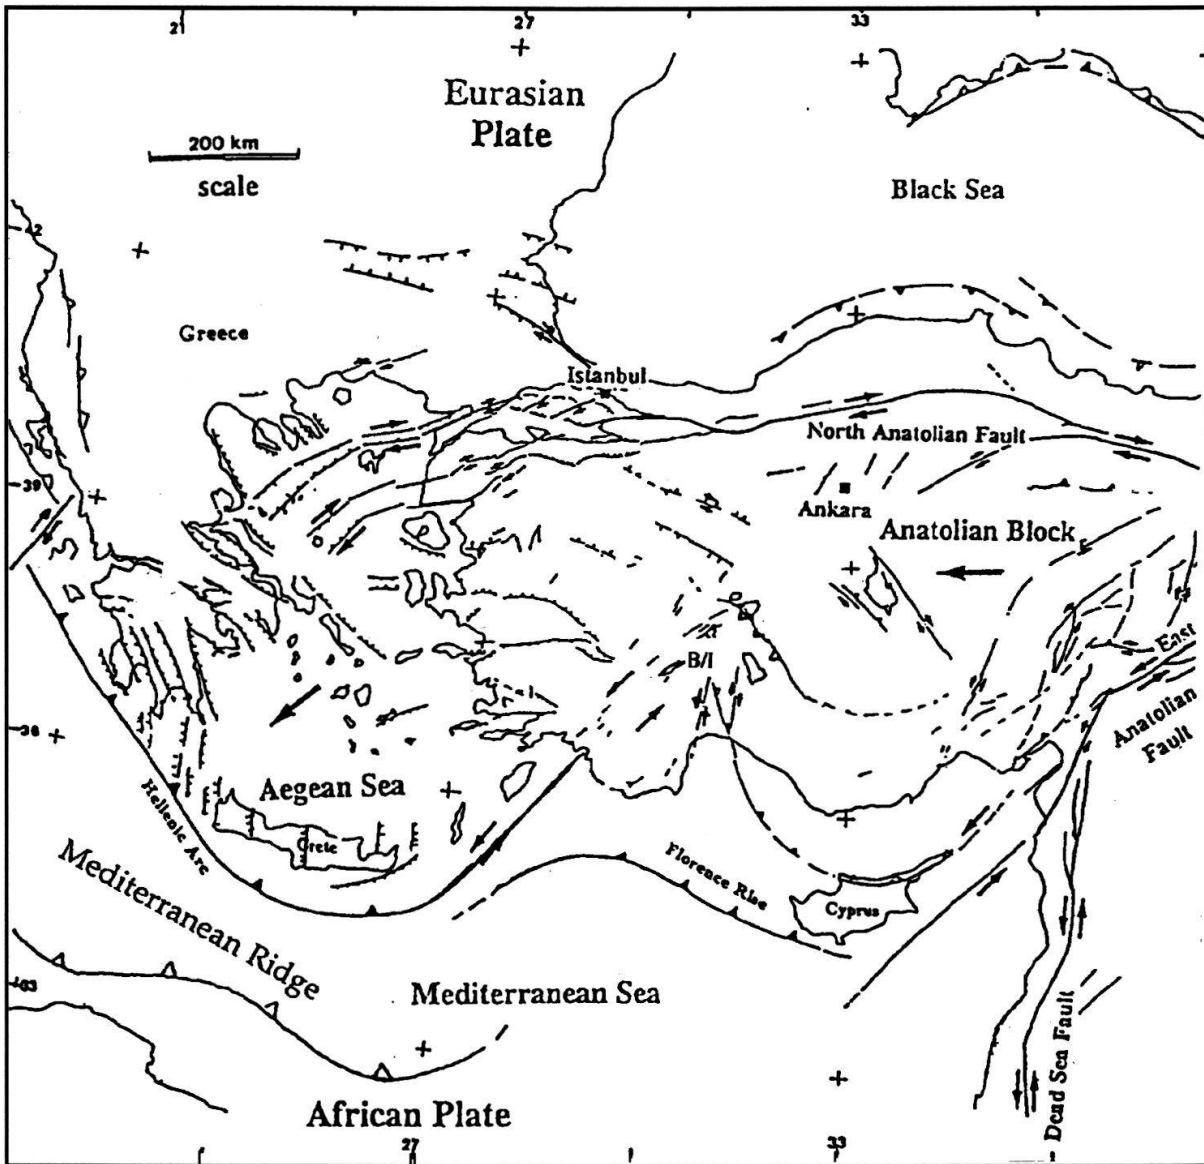 21
27
33
Eurasian
Plate
200 km
scale
Black Sea
42
Greece
Istanbul
North Anatolian Fault
39
Ankara
Anatolian Block
East
Anatolian
Fault
B/I
36
Aegean Sea
Hellenic Arc
Crete
Florence Rise
Cyprus
Mediterranean Ridge
33
Mediterranean Sea
Dead Sea Fault
African Plate
27
33